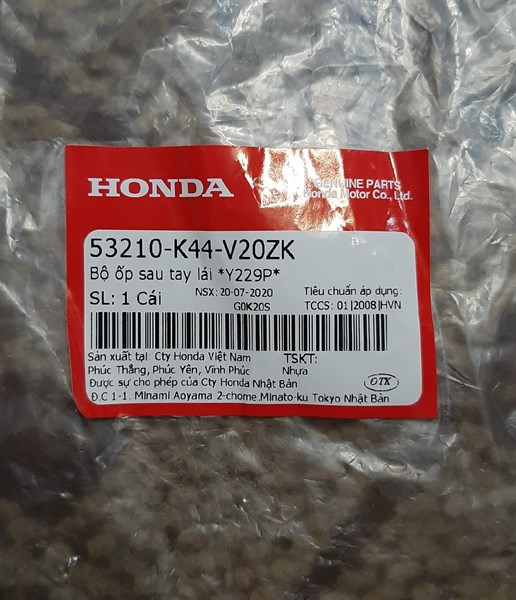 HONDA
GENUINE PARTS
Honda Motor Co., Ltd.
53210-K44-V20ZK
Bộ ốp sau tay lái *Y229P*
SL: 1 Cái
NSX: 20-07-2020
G0K20S
Tiêu chuẩn áp dụng:
TCCS: 01|2008|HVN
Sản xuất tại: Cty Honda Việt Nam
Phúc Thắng, Phúc Yên, Vĩnh Phúc
TSKT:
Nhựa
Được sự cho phép của Cty Honda Nhật Bản
OTK
Đ.C 1-1, Minami Aoyama 2-chome,Minato-ku Tokyo Nhật Bản